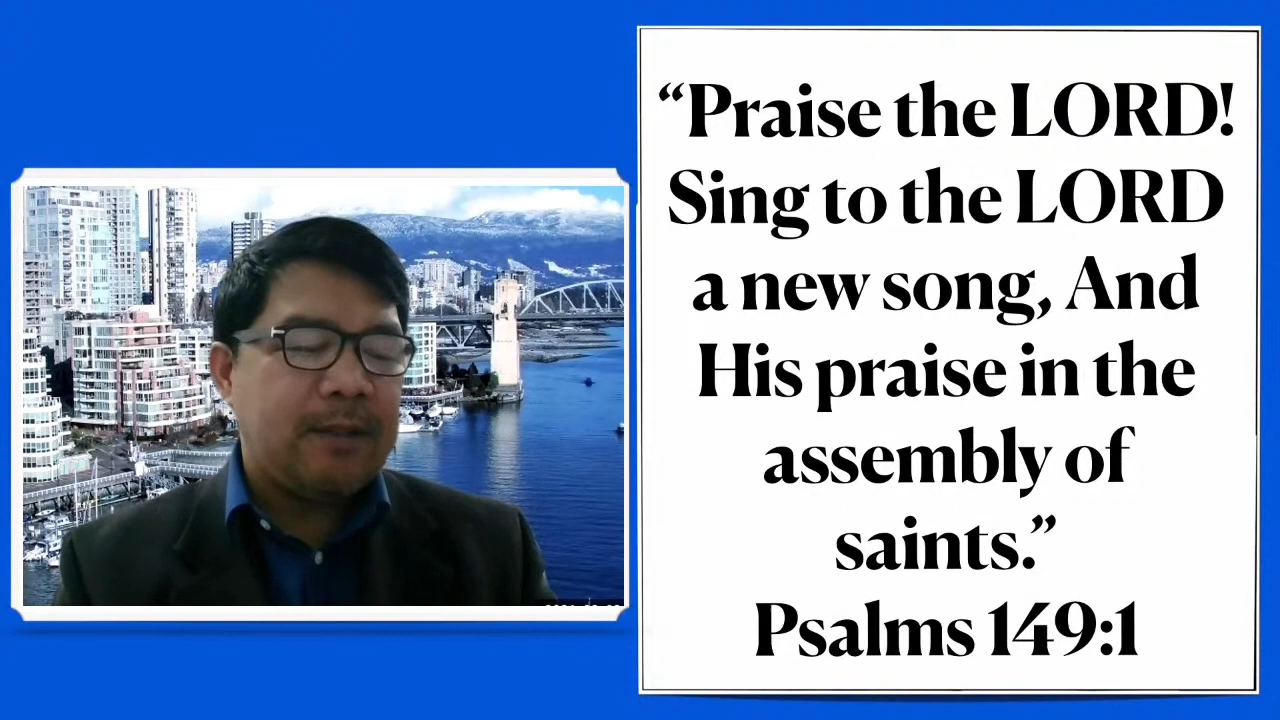 “Praise the LORD!
Sing to the LORD
a new song, And
His praise in the
assembly of
saints.”
Psalms 149:1